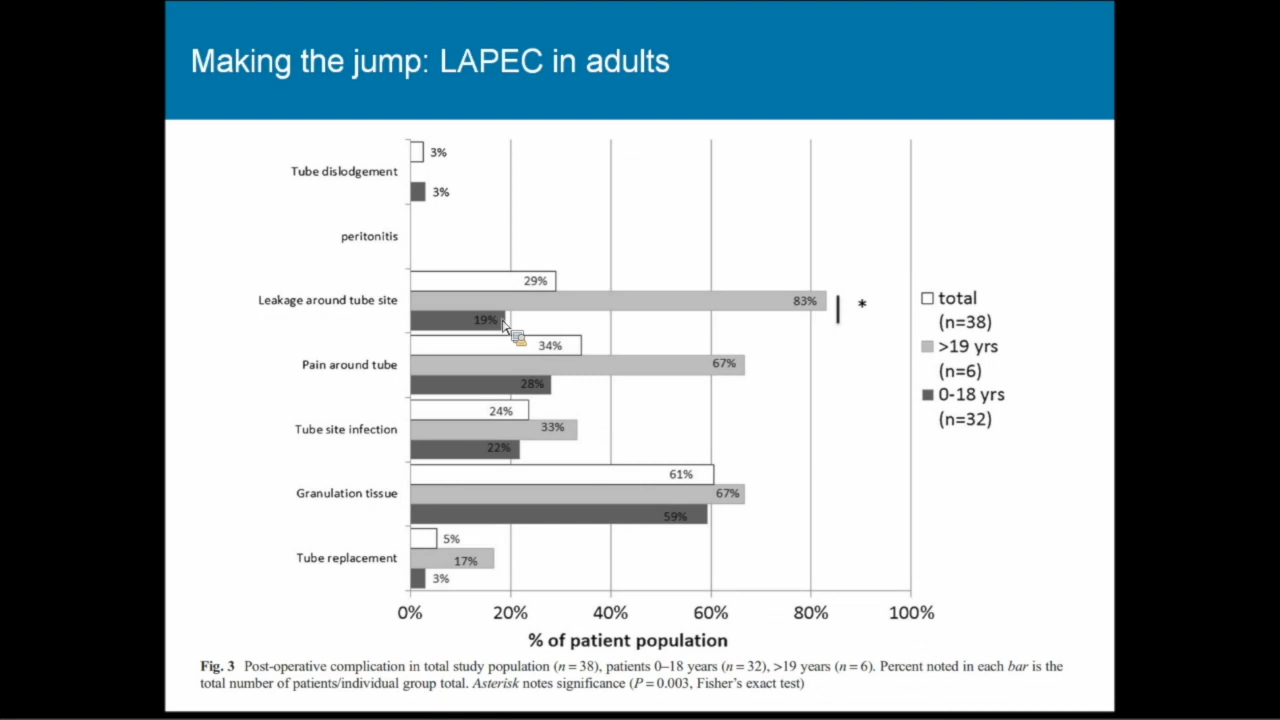 Making the jump: LAPEC in adults
Tube dislodgement
3%
3%
peritonitis
Leakage around tube site
29%
83%
19%
*
Pain around tube
34%
67%
28%
Tube site infection
24%
33%
22%
Granulation tissue
61%
67%
59%
Tube replacement
5%
17%
3%
total
(n=38)
>19 yrs
(n=6)
0-18 yrs
(n=32)
0% 20% 40% 60% 80% 100%
% of patient population
Fig. 3 Post-operative complication in total study population (n = 38), patients 0–18 years (n = 32), >19 years (n = 6). Percent noted in each bar is the
total number of patients/individual group total. Asterisk notes significance (P = 0.003, Fisher's exact test)